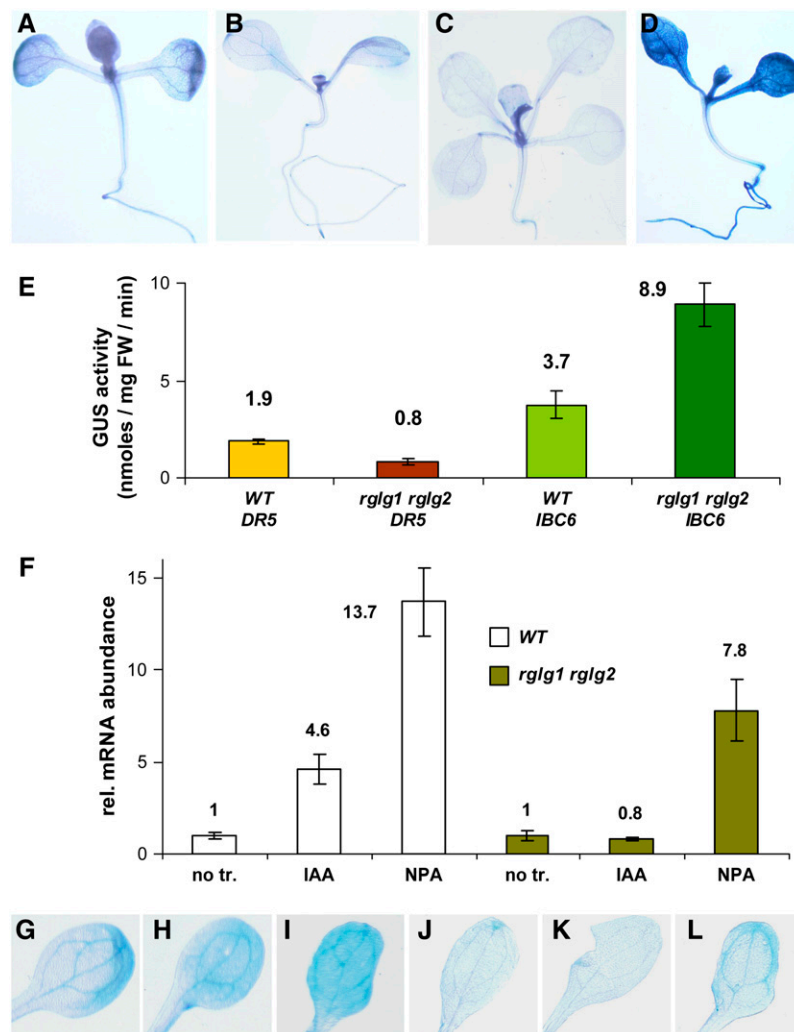 A B C D
E
GUS activity
(nmoles / mg FW / min)
10
5
0
1.9
0.8
3.7
8.9
WT
DR5
rglg1 rglg2
DR5
WT
IBC6
rglg1 rglg2
IBC6
F
rel. mRNA abundance
15
10
5
0
1
4.6
13.7
1
0.8
7.8
WT
rglg1 rglg2
no tr. IAA NPA no tr. IAA NPA
G H I J K L